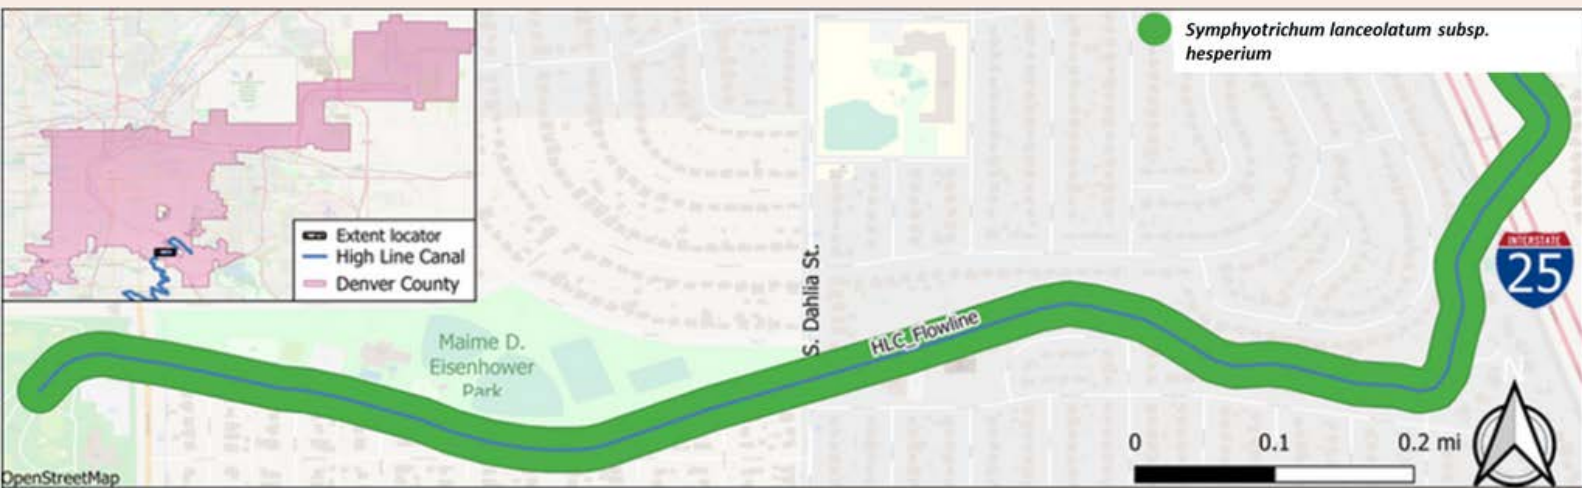 Symphyotrichum lanceolatum subsp.
hesperium
Extent locator
High Line Canal
Denver County
S. Dahlia St.
INTERSTATE
25
HLC_Flowline
Maime D.
Eisenhower
Park
0 0.1 0.2 mi
N
OpenStreetMap